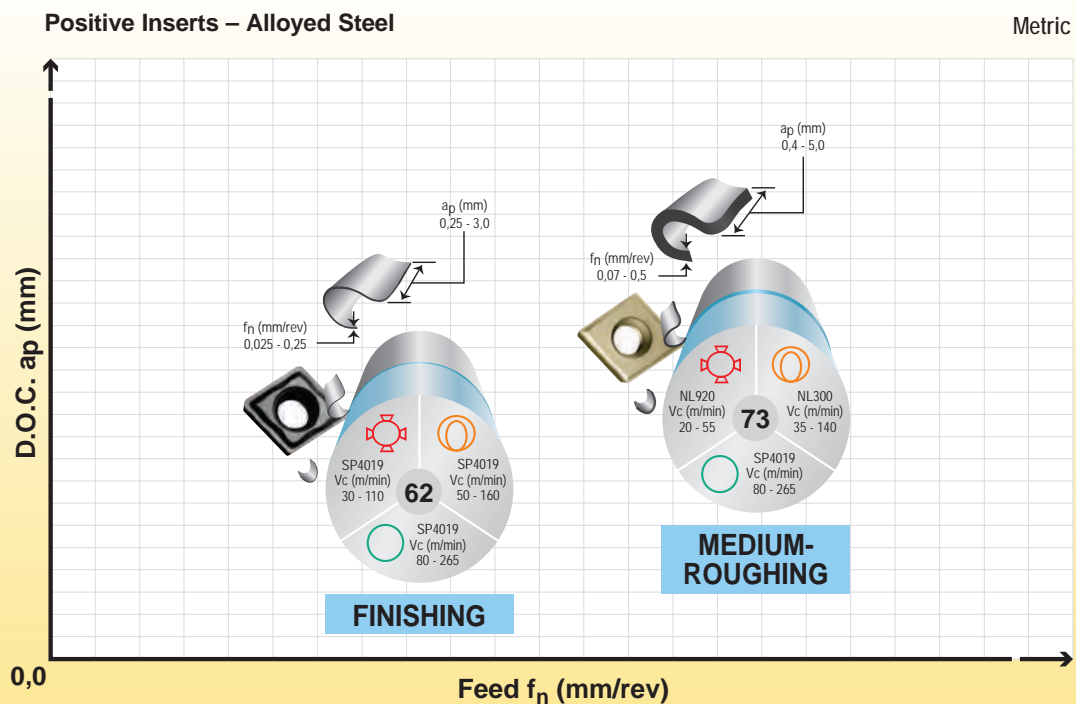 Positive Inserts – Alloyed Steel
Metric
D.O.C. ap (mm)
ap (mm)
0,4 - 5,0
fn (mm/rev)
0,07 - 0,5
ap (mm)
0,25 - 3,0
fn (mm/rev)
0,025 - 0,25
SP4019
Vc (m/min)
30 - 110
SP4019
Vc (m/min)
50 - 160
62
SP4019
Vc (m/min)
80 - 265
FINISHING
NL920
Vc (m/min)
20 - 55
NL300
Vc (m/min)
35 - 140
73
SP4019
Vc (m/min)
80 - 265
MEDIUM-
ROUGHING
0,0
Feed fn (mm/rev)